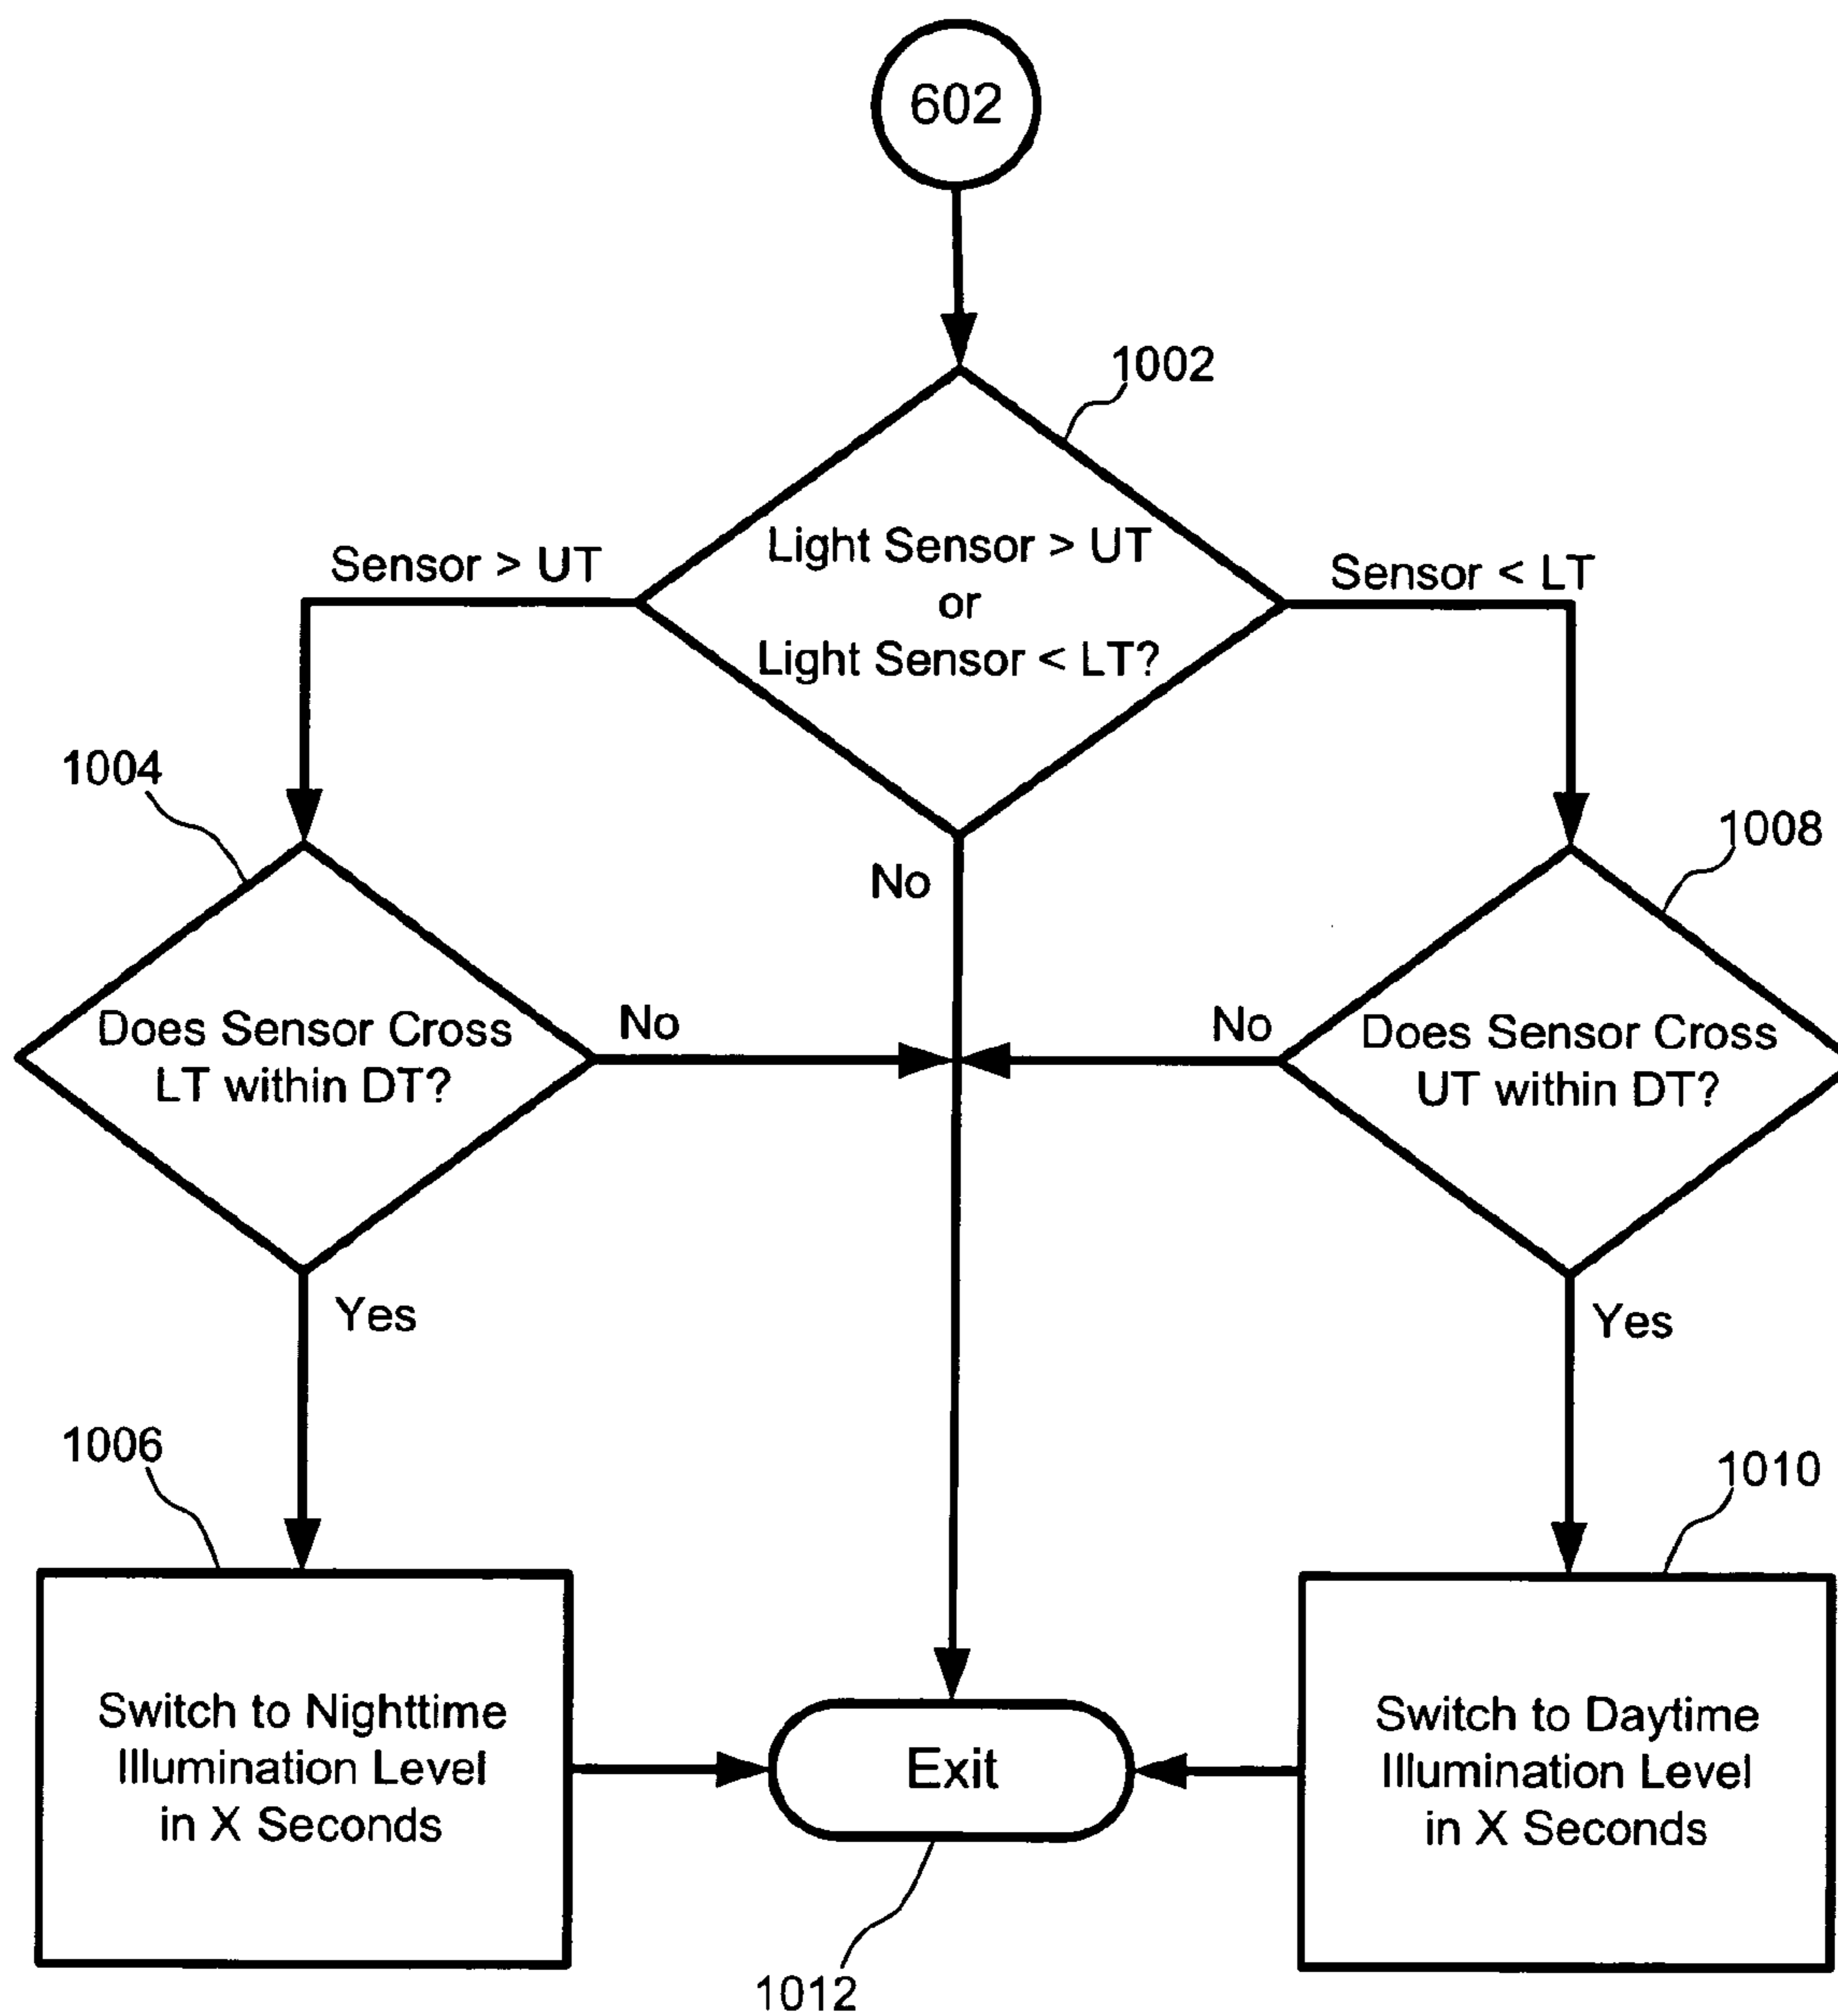 602
1002
Light Sensor > UT
or
Light Sensor < LT?
Sensor > UT
Sensor < LT
1004
1008
No
Does Sensor Cross
LT within DT?
No
No
Does Sensor Cross
UT within DT?
Yes
Yes
1006
1010
Switch to Nighttime
Illumination Level
in X Seconds
Exit
Switch to Daytime
Illumination Level
in X Seconds
1012